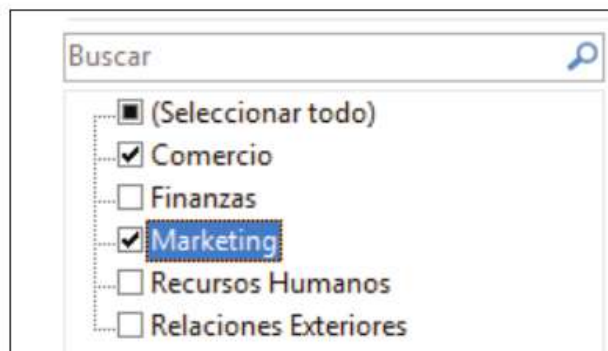 Buscar
(Seleccionar todo)
Comercio
Finanzas
Marketing
Recursos Humanos
Relaciones Exteriores